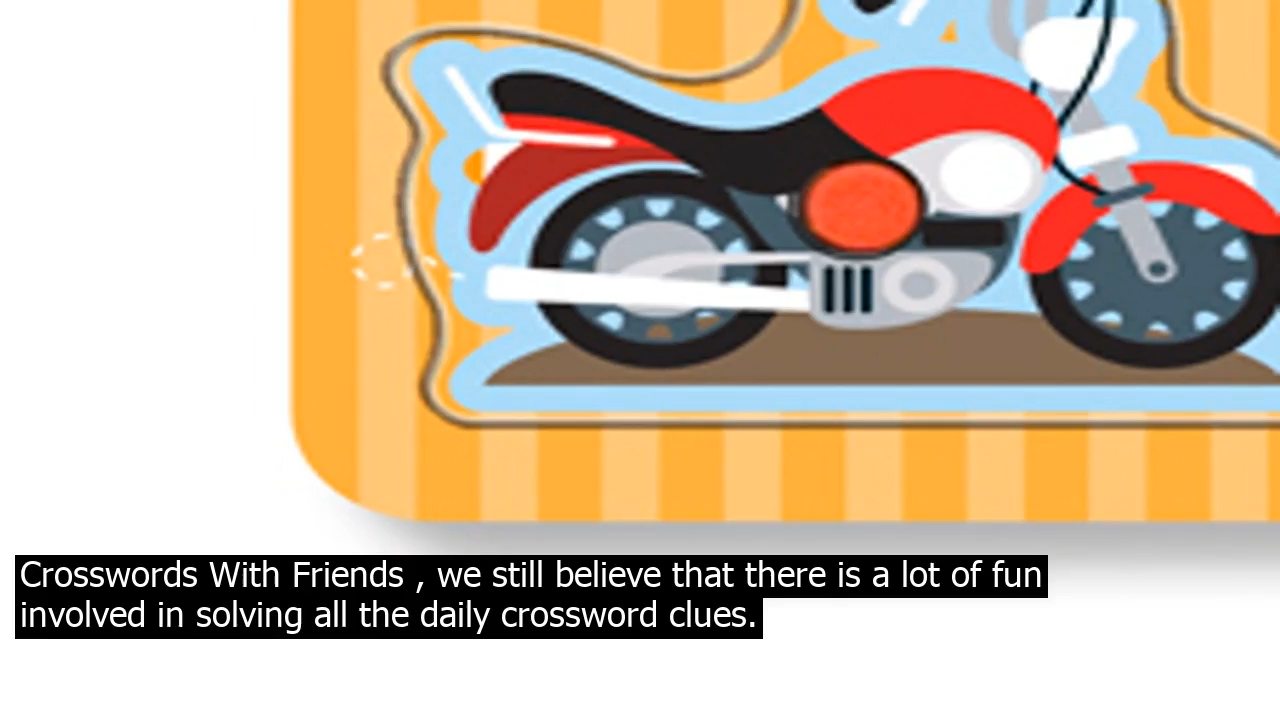 Crosswords With Friends , we still believe that there is a lot of fun
involved in solving all the daily crossword clues.